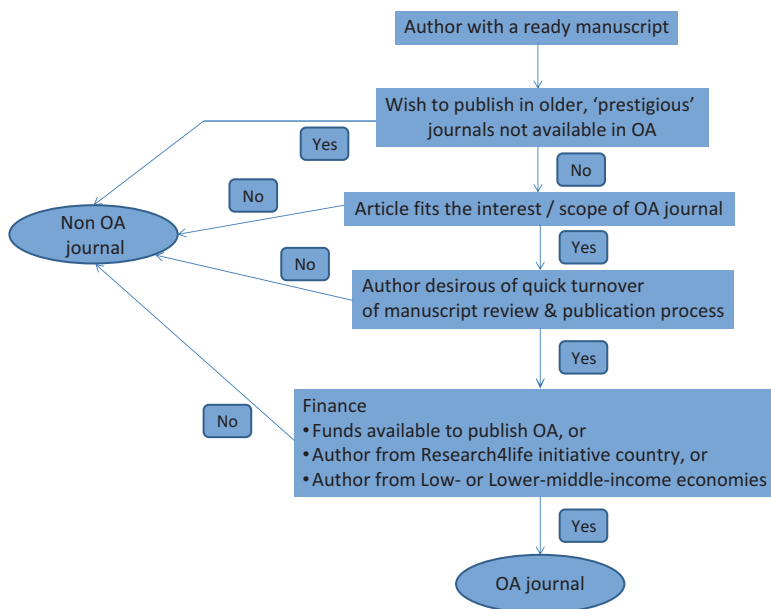 Author with a ready manuscript
Wish to publish in older, ‘prestigious’
journals not available in OA
Yes
No
No
Article fits the interest / scope of OA journal
Non OA
journal
Yes
No
Author desirous of quick turnover
of manuscript review & publication process
Yes
No
Finance
•Funds available to publish OA, or
•Author from Research4life initiative country, or
•Author from Low- or Lower-middle-income economies
Yes
OA journal